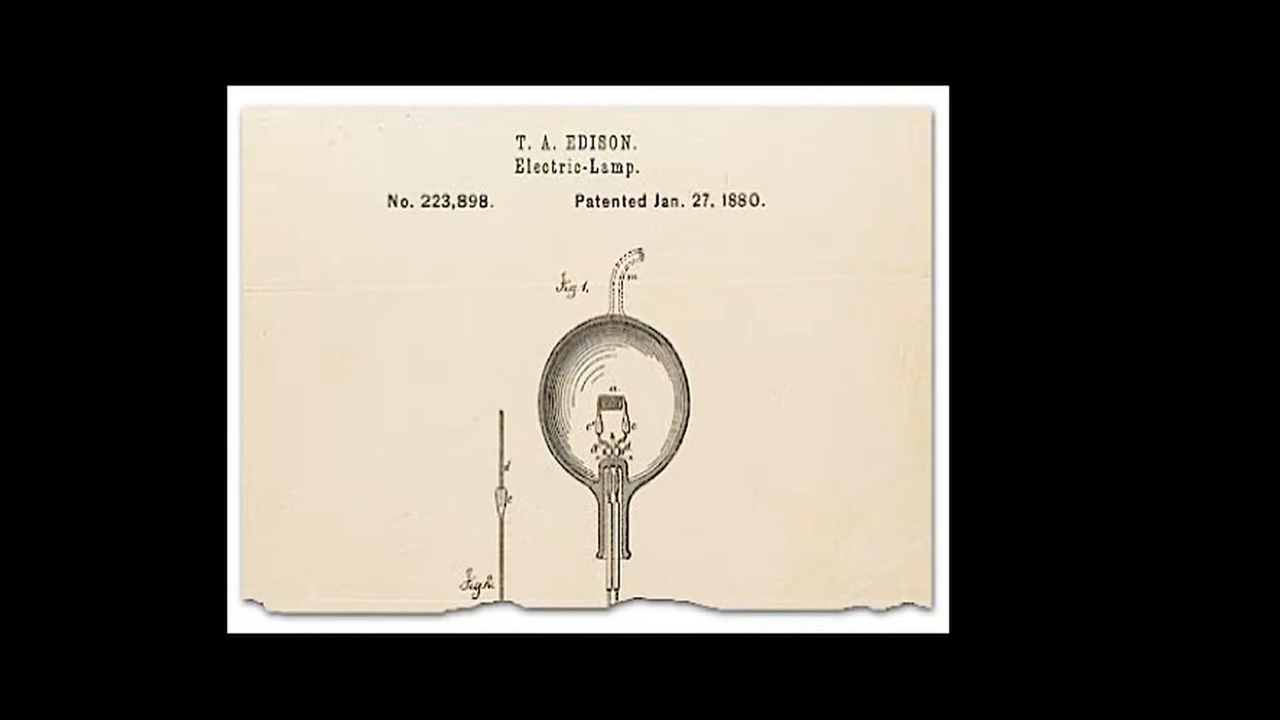 T. A. EDISON.
Electric-Lamp.
No. 223,898. Patented Jan. 27, 1880.
Fig 1.
a
Fig 2.